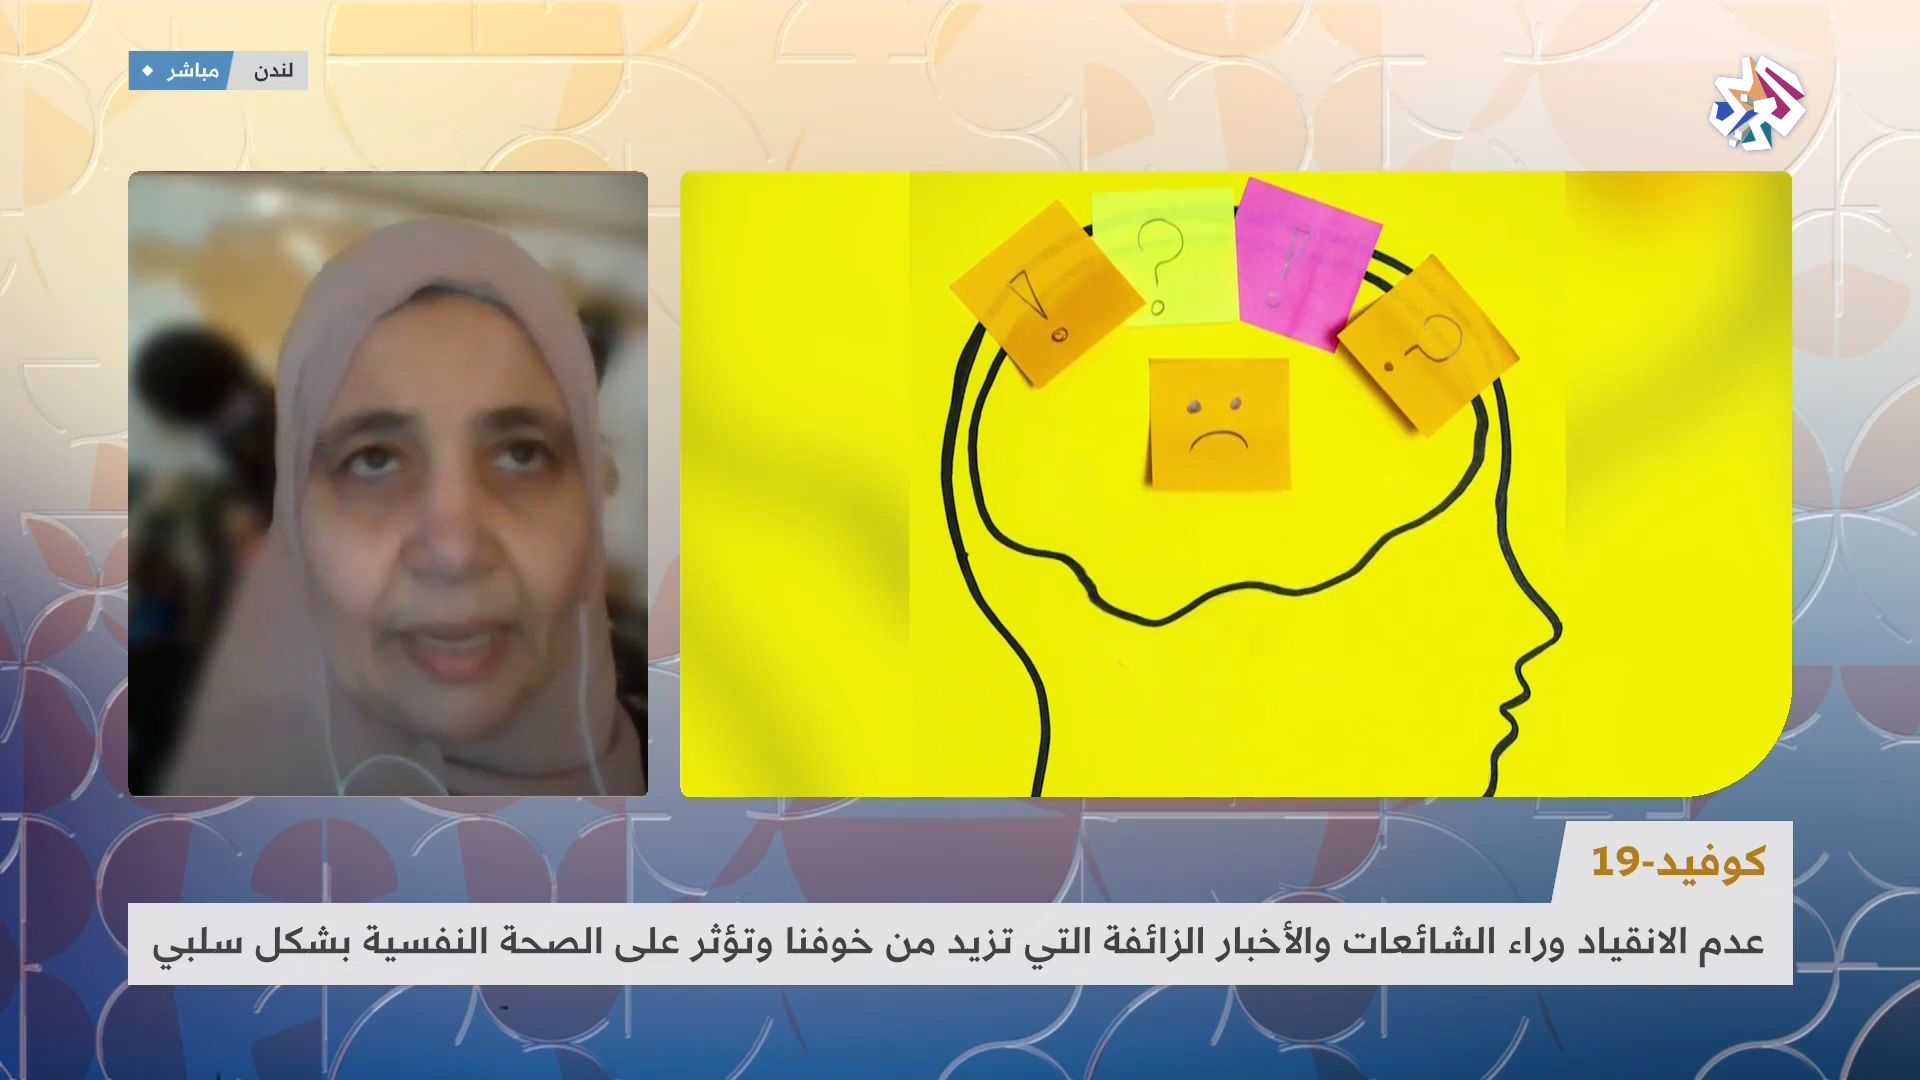 لندن مباشر
العربي
؟
!
?
!
?
كوفيد-19
عدم الانقياد وراء الشائعات والأخبار الزائفة التي تزيد من خوفنا وتؤثر على الصحة النفسية بشكل سلبي